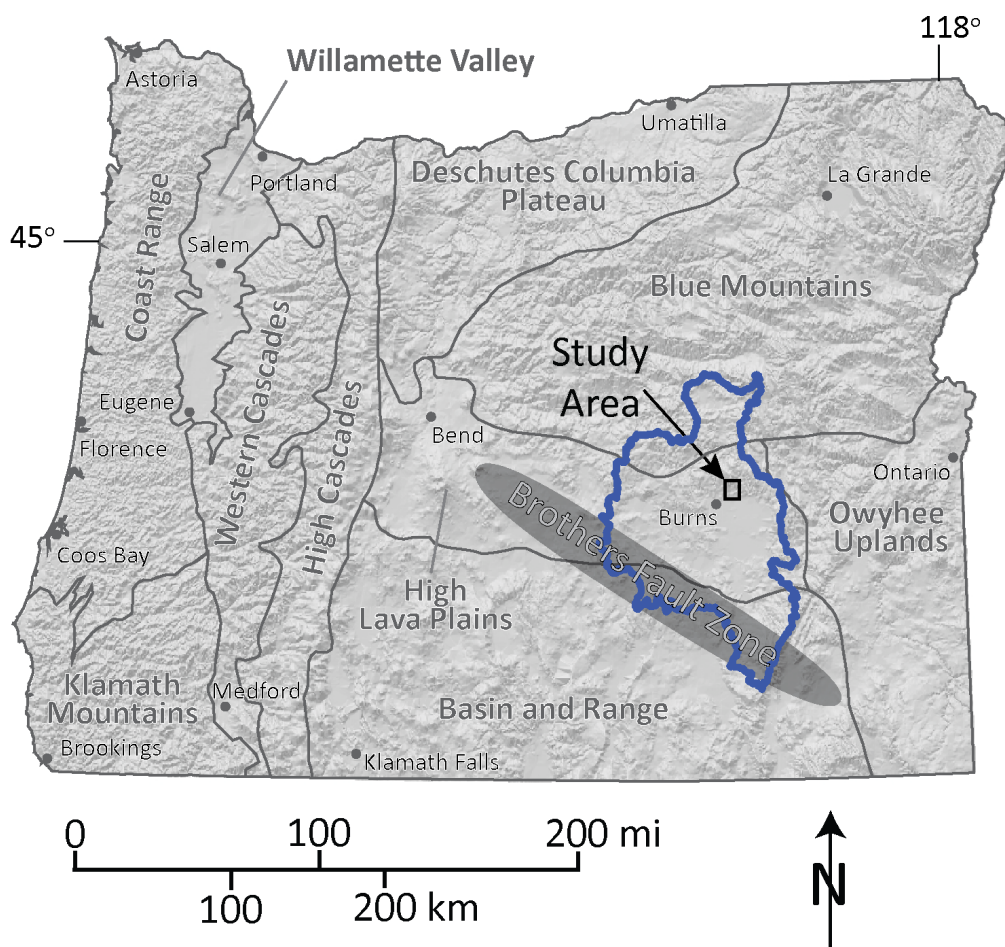 118°
Willamette Valley
Astoria
Umatilla
Portland
Deschutes Columbia
Plateau
La Grande
45°
Salem
Coast Range
Blue Mountains
Study
Area
Western Cascades
High Cascades
Eugene
Florence
Bend
Ontario
Burns
Owyhee
Uplands
Brothers Fault Zone
Coos Bay
High
Lava Plains
Klamath
Mountains
Medford
Basin and Range
Brookings
Klamath Falls
0 100 200 mi
100 200 km
N